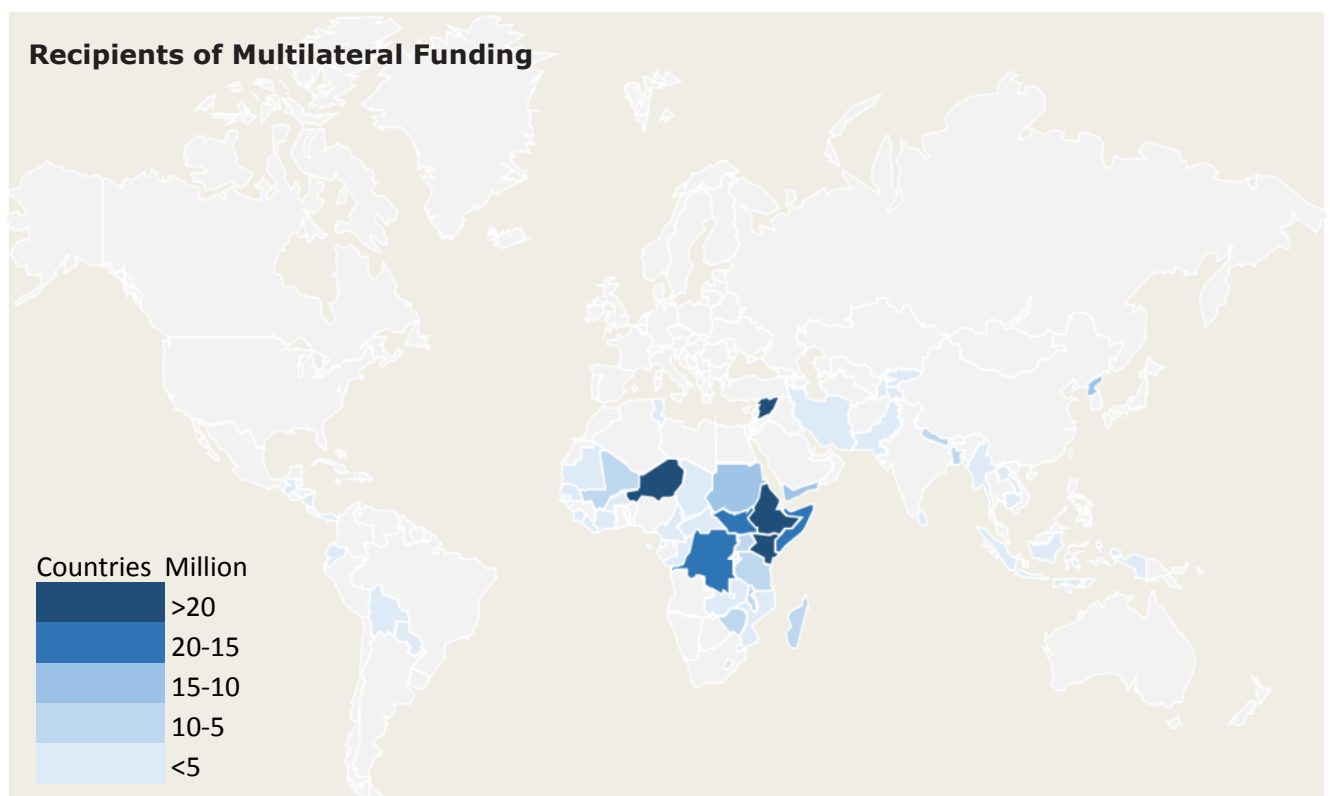 Recipients of Multilateral Funding
Countries Million
>20
20-15
15-10
10-5
<5